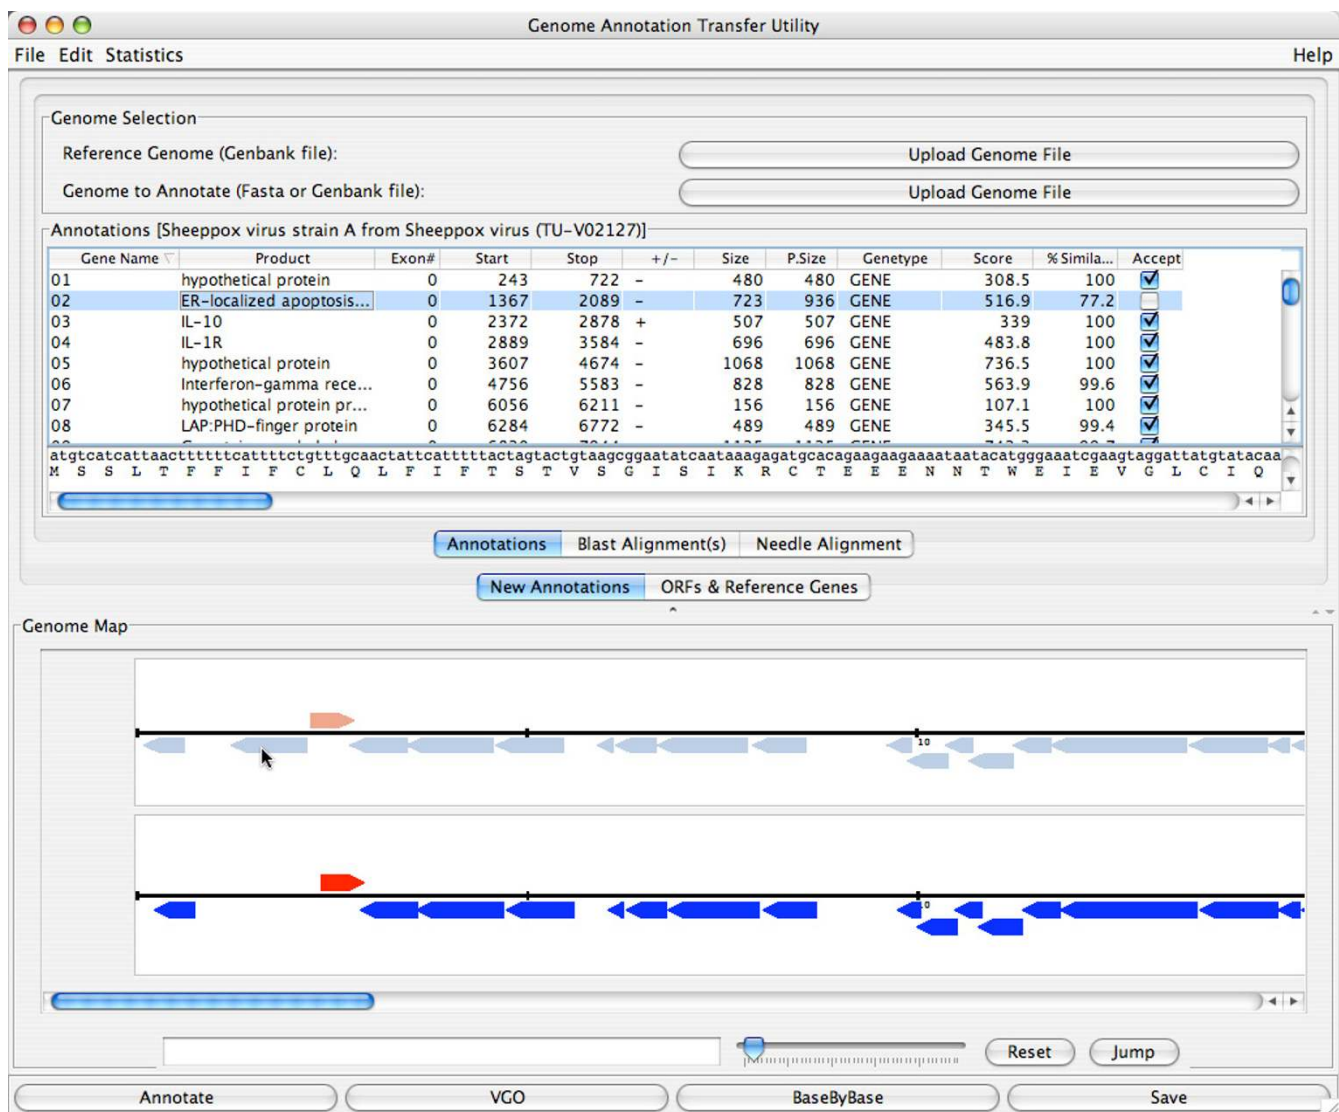 Genome Annotation Transfer Utility
File Edit Statistics Help
Genome Selection
Reference Genome (Genbank file): Upload Genome File
Genome to Annotate (Fasta or Genbank file): Upload Genome File
Annotations [Sheeppox virus strain A from Sheeppox virus (TU-V02127)]
Gene Name Product Exon# Start Stop +/- Size P.Size Genetype Score % Simila... Accept
01 hypothetical protein 0 243 722 - 480 480 GENE 308.5 100
02 ER-localized apoptosis... 0 1367 2089 - 723 936 GENE 516.9 77.2
03 IL-10 0 2372 2878 + 507 507 GENE 339 100
04 IL-1R 0 2889 3584 - 696 696 GENE 483.8 100
05 hypothetical protein 0 3607 4674 - 1068 1068 GENE 736.5 100
06 Interferon-gamma rece... 0 4756 5583 - 828 828 GENE 563.9 99.6
07 hypothetical protein pr... 0 6056 6211 - 156 156 GENE 107.1 100
08 LAP:PHD-finger protein 0 6284 6772 - 489 489 GENE 345.5 99.4
atgtcatcattaacttttttcattttctgtttgcaactattcatttttactagtactgtaagcggaatatcaataaagagatgcacagaagaagaaaataatacatgggaaatcgaagtaggattatgtatacaa
M S S L T F F I F C L Q L F I F T S T V S G I S I K R C T E E E N N T W E I E V G L C I Q
Annotations Blast Alignment(s) Needle Alignment
New Annotations ORFs & Reference Genes
Genome Map
10
Reset Jump
Annotate VGO BaseByBase Save